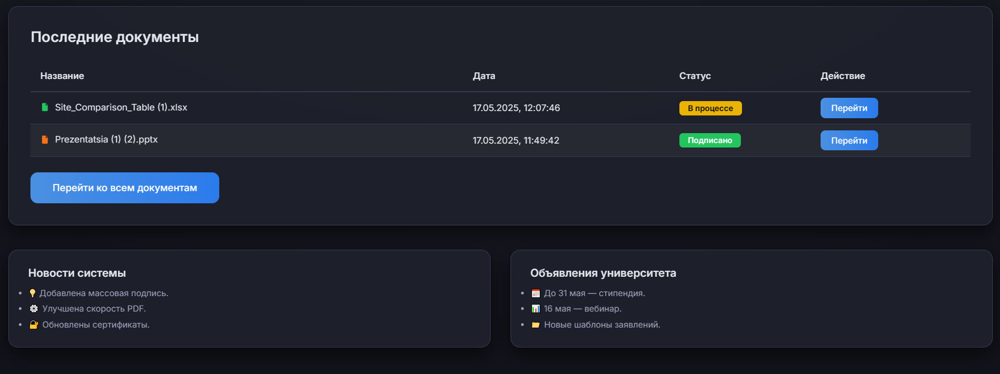 Последние документы
Название Дата Статус Действие
Site_Comparison_Table (1).xlsx 17.05.2025, 12:07:46 В процессе Перейти
Prezentatsia (1) (2).pptx 17.05.2025, 11:49:42 Подписано Перейти
Перейти ко всем документам
Новости системы
• 💡 Добавлена массовая подпись.
• ⚙️ Улучшена скорость PDF.
• 🔐 Обновлены сертификаты.
Объявления университета
• 📅 До 31 мая — стипендия.
• 📊 16 мая — вебинар.
• 📁 Новые шаблоны заявлений.